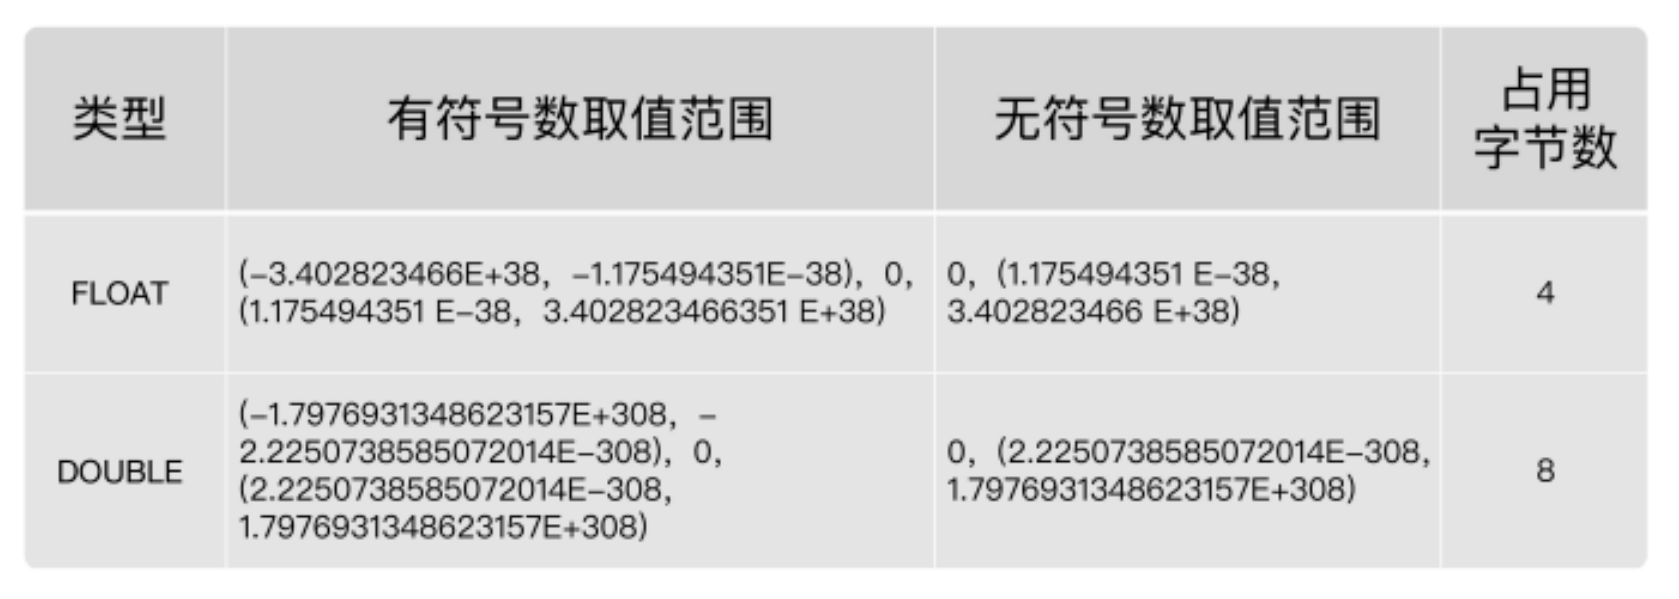 类型
有符号数取值范围
无符号数取值范围
占用
字节数
FLOAT
(-3.402823466E+38, -1.175494351E-38), 0,
(1.175494351 E-38, 3.402823466351 E+38)
0, (1.175494351 E-38,
3.402823466 E+38)
4
DOUBLE
(-1.7976931348623157E+308, -
2.2250738585072014E-308), 0,
(2.2250738585072014E-308,
1.7976931348623157E+308)
0, (2.2250738585072014E-308,
1.7976931348623157E+308)
8